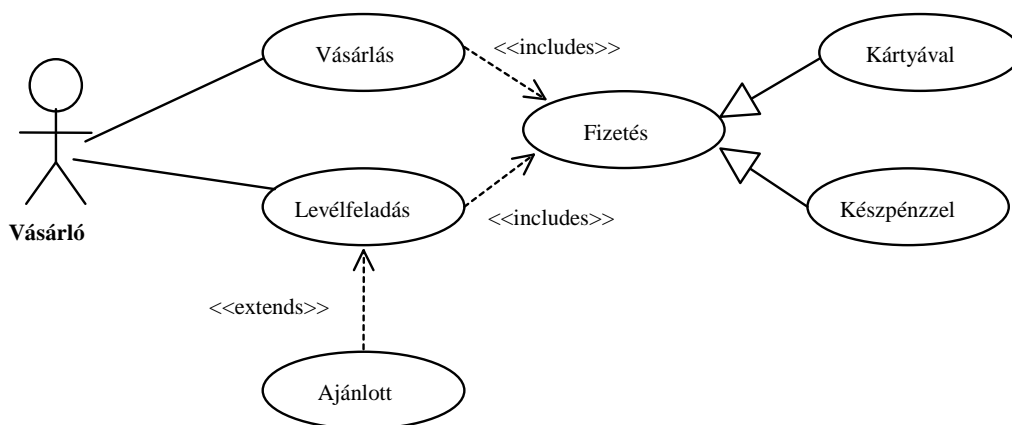 Vásárlás
<<includes>>
Kártyával
Fizetés
Levélfeladás
<<includes>>
Készpénzzel
Vásárló
<<extends>>
Ajánlott